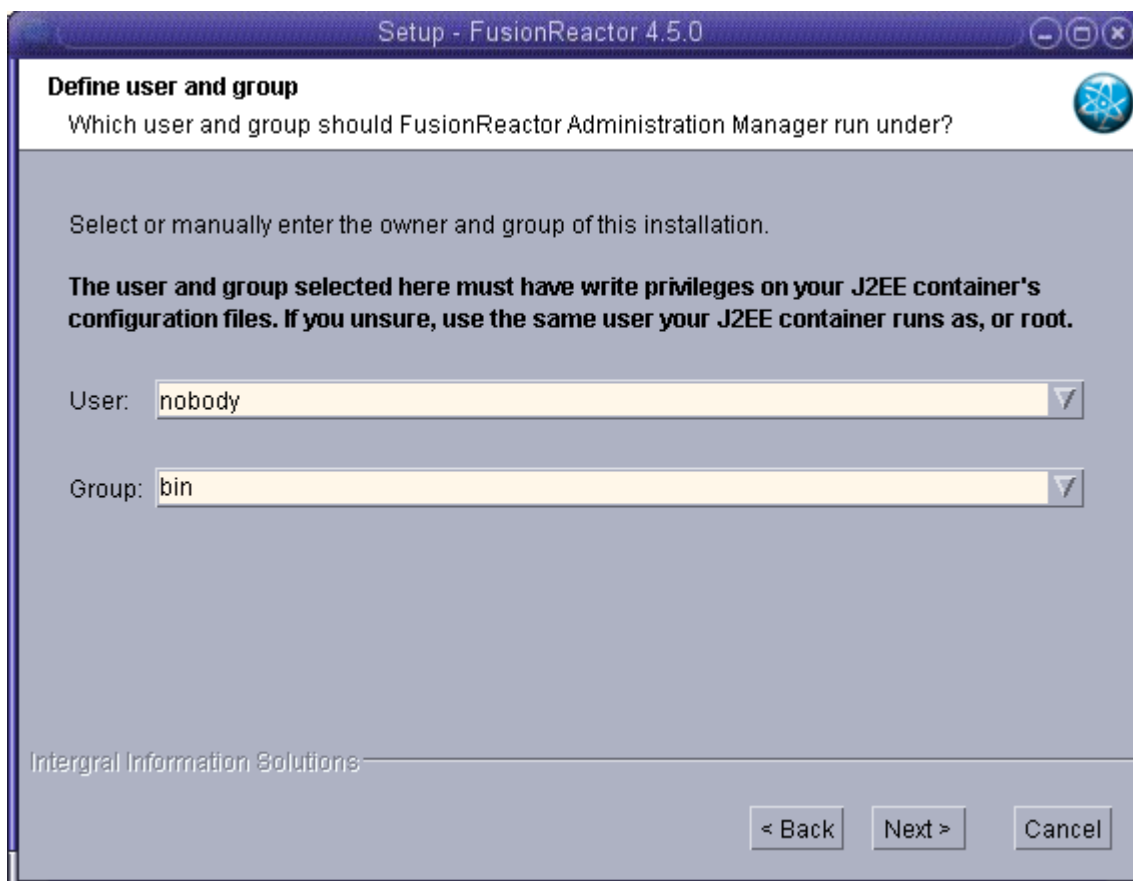 Setup - FusionReactor 4.5.0
Define user and group
Which user and group should FusionReactor Administration Manager run under?
Select or manually enter the owner and group of this installation.
The user and group selected here must have write privileges on your J2EE container's
configuration files. If you unsure, use the same user your J2EE container runs as, or root.
User: nobody
Group: bin
Intergral Information Solutions
< Back Next > Cancel